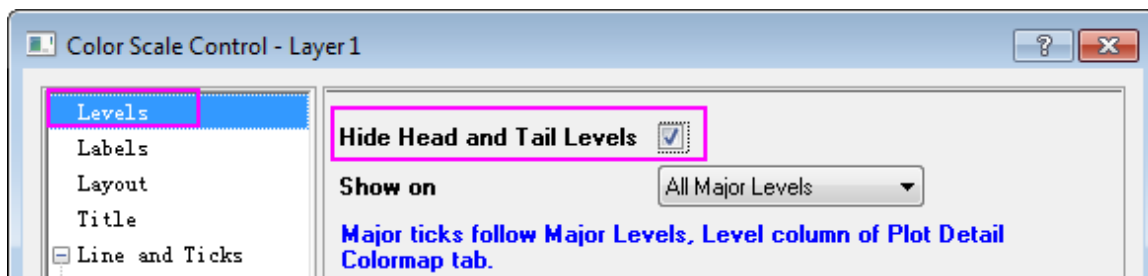 Color Scale Control - Layer 1
Levels
Labels
Layout
Title
Line and Ticks
Hide Head and Tail Levels
Show on
All Major Levels
Major ticks follow Major Levels, Level column of Plot Detail
Colormap tab.